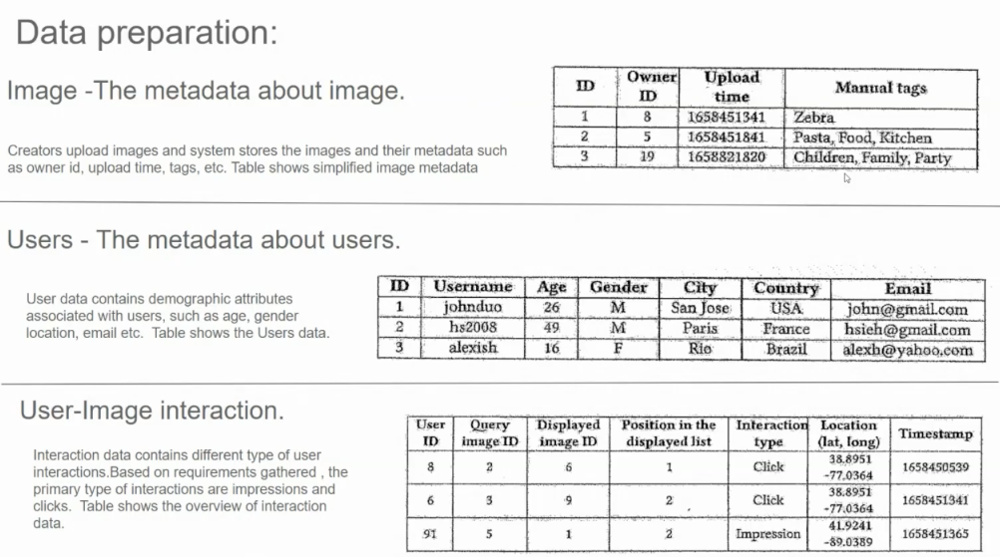 Data preparation:
Image -The metadata about image.
Creators upload images and system stores the images and their metadata such
as owner id, upload time, tags, etc. Table shows simplified image metadata
ID Owner ID Upload time Manual tags
1 8 1658451341 Zebra
2 5 1658451841 Pasta, Food, Kitchen
3 19 1658821820 Children, Family, Party
Users - The metadata about users.
User data contains demographic attributes
associated with users, such as age, gender
location, email etc. Table shows the Users data.
ID Username Age Gender City Country Email
1 johnduo 26 M San Jose USA john@gmail.com
2 hs2008 49 M Paris France hsieh@gmail.com
3 alexish 16 F Rio Brazil alexh@yahoo.com
User-Image interaction.
Interaction data contains different type of user
interactions.Based on requirements gathered , the
primary type of interactions are impressions and
clicks. Table shows the overview of interaction
data.
User ID Query image ID Displayed image ID Position in the displayed list Interaction type Location (lat, long) Timestamp
8 2 6 1 Click 38.8951 -77.0364 1658450539
6 3 9 2 Click 38.8951 -77.0364 1658451341
91 5 1 2 Impression 41.9241 -89.0389 1658451365